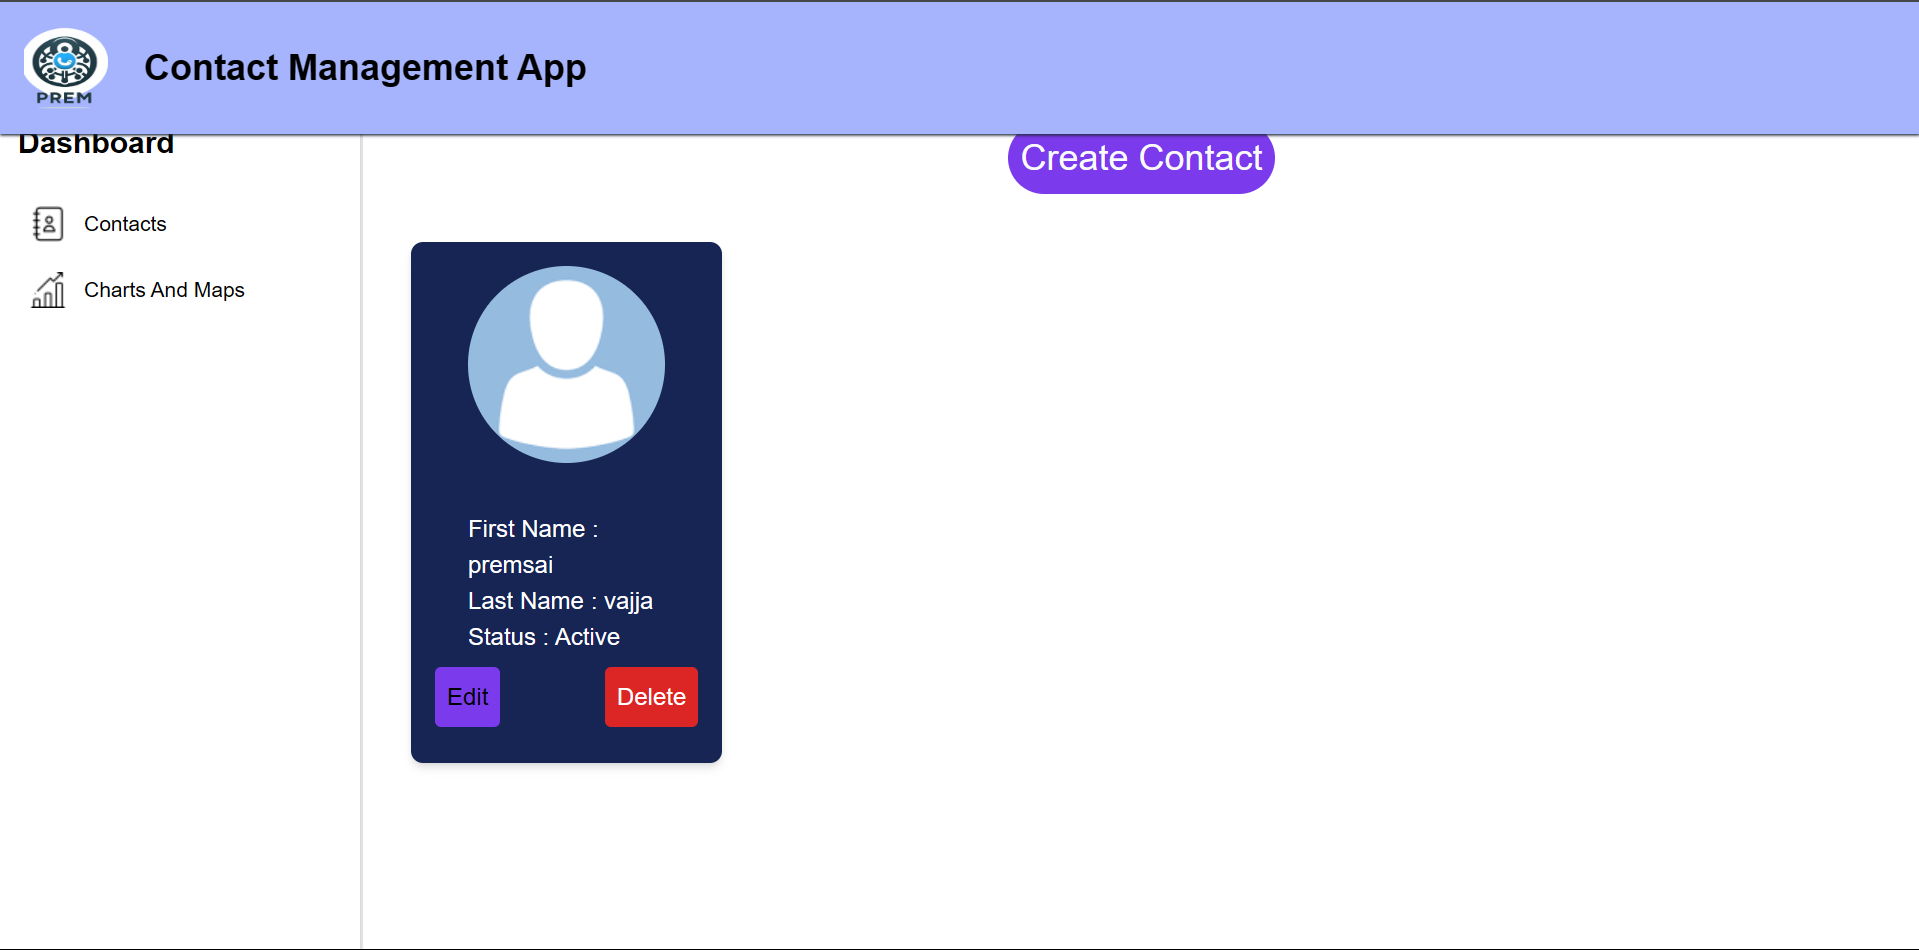 PREM
Contact Management App
Dashboard
Contacts
Charts And Maps
Create Contact
First Name :
premsai
Last Name : vajja
Status : Active
Edit
Delete